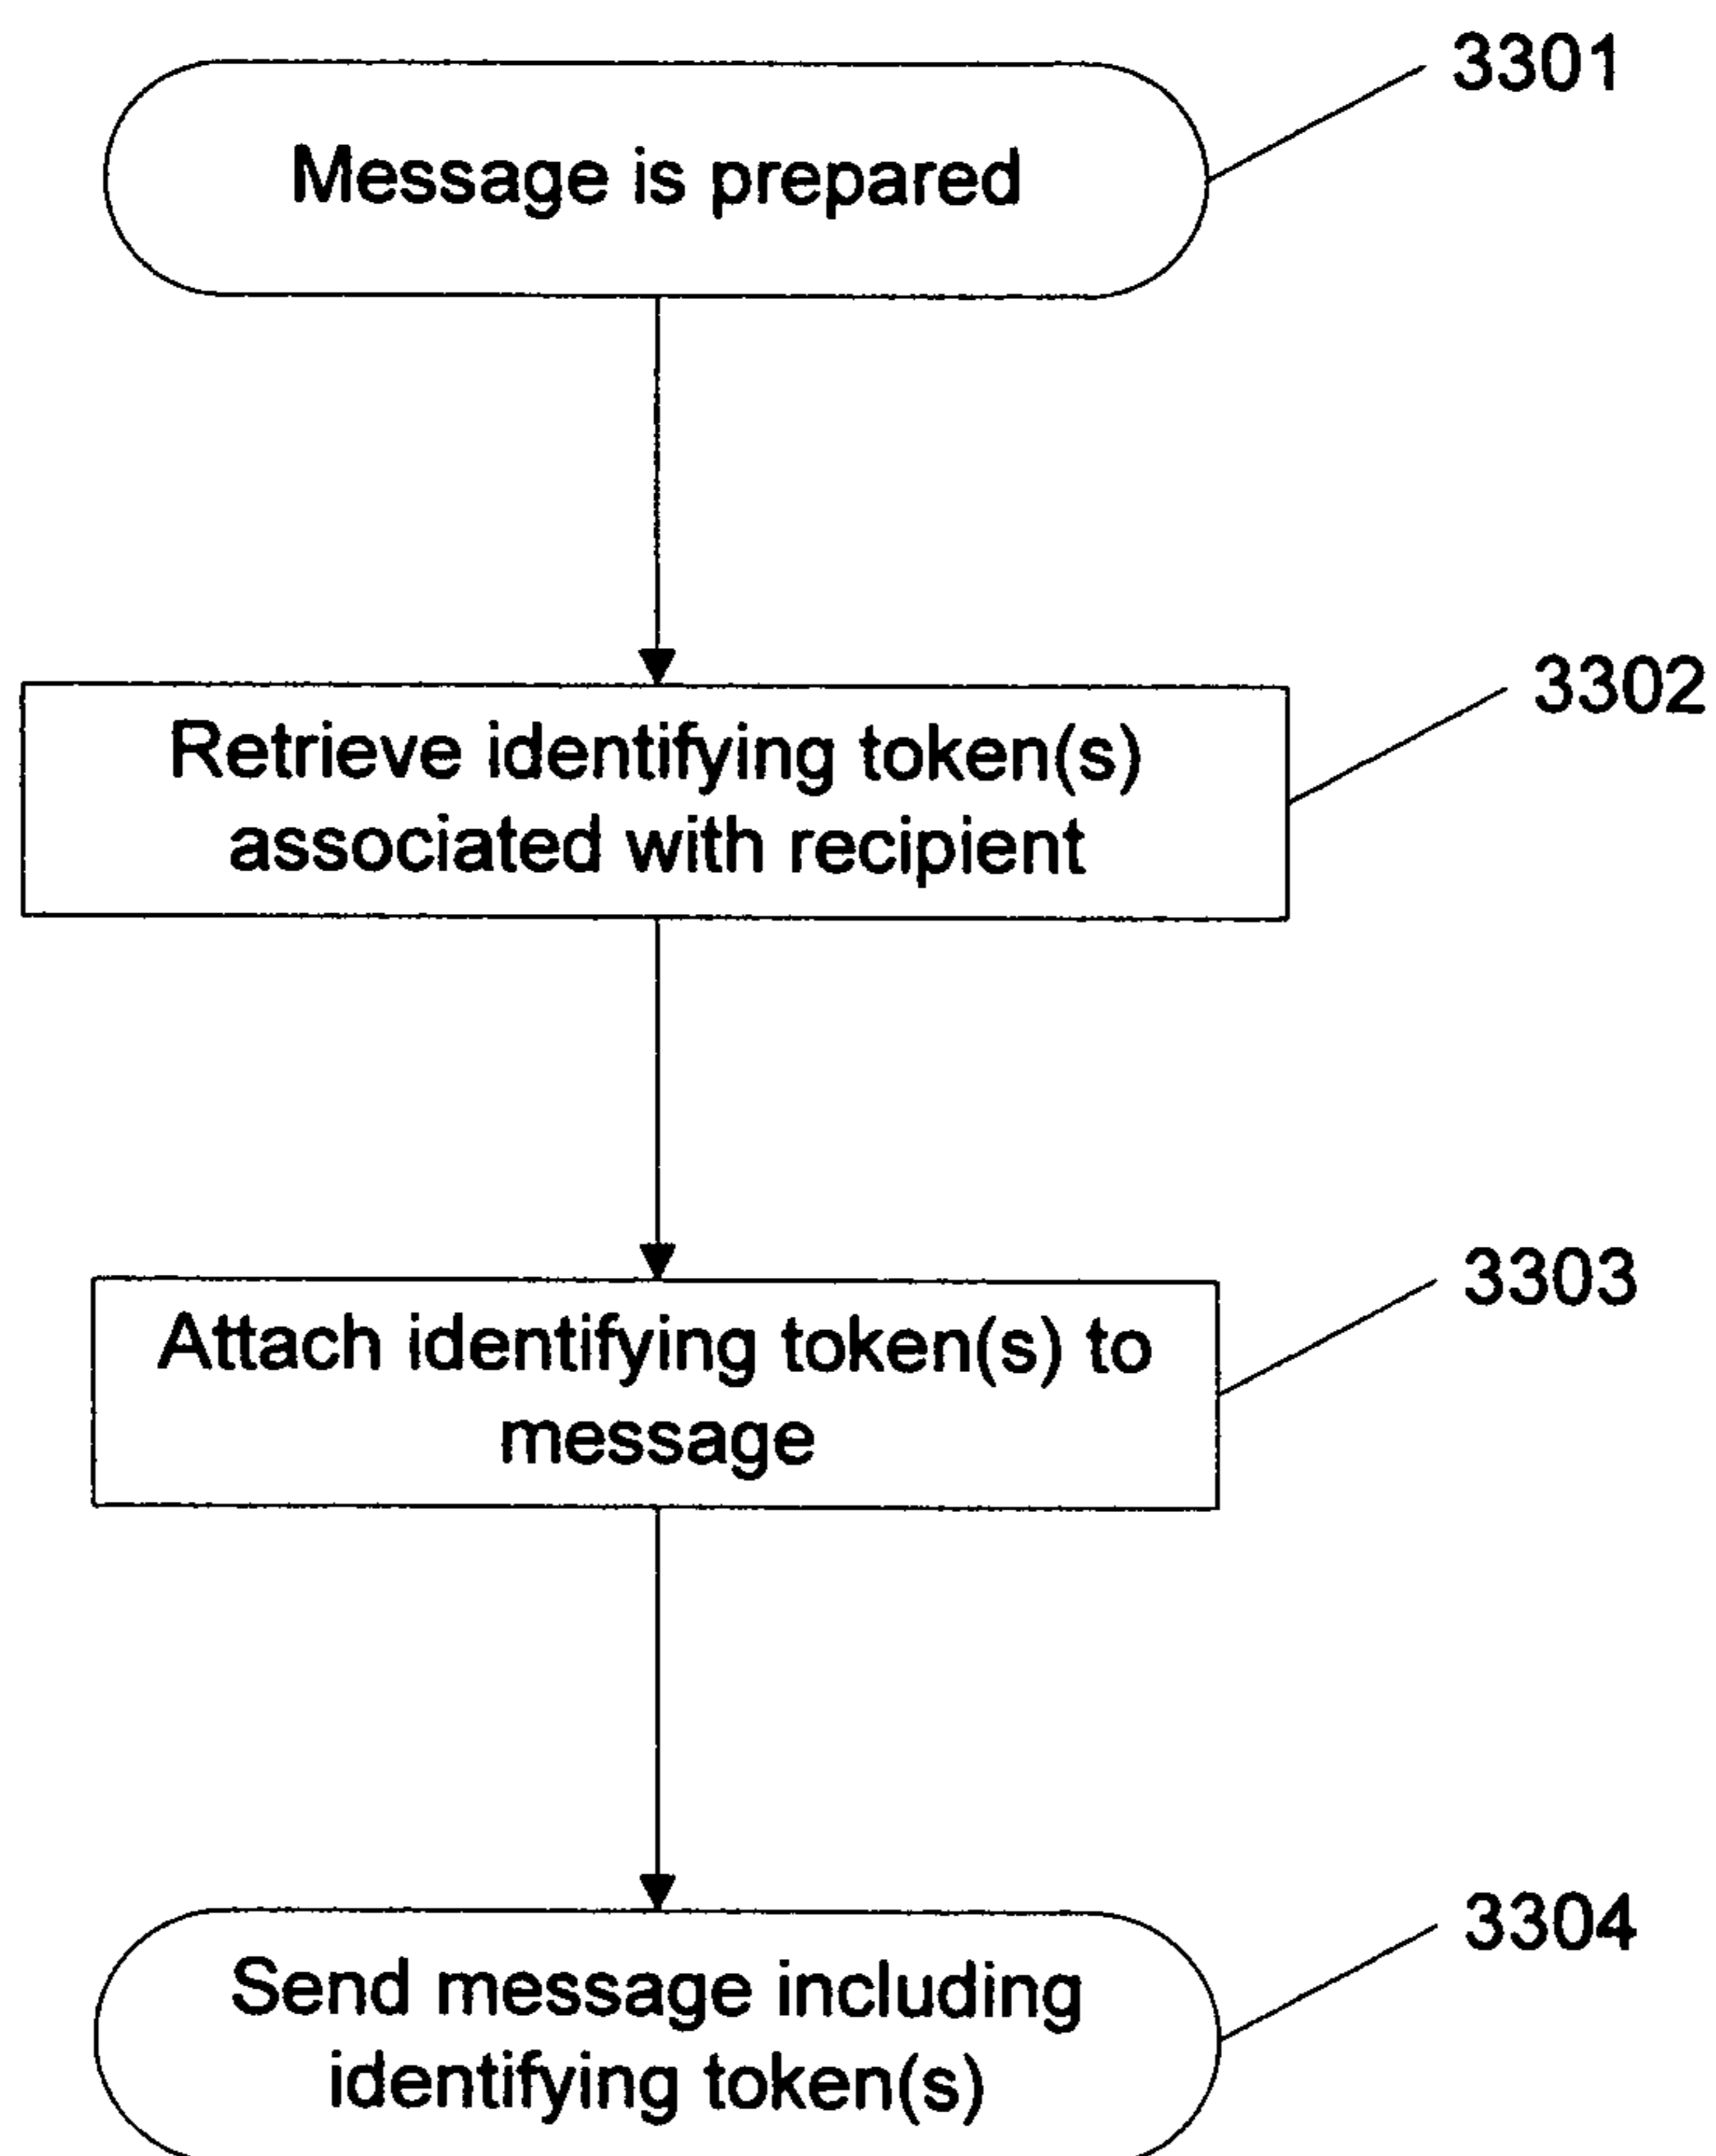 3301
Message is prepared
3302
Retrieve identifying token(s)
associated with recipient
3303
Attach identifying token(s) to
message
3304
Send message including
identifying token(s)